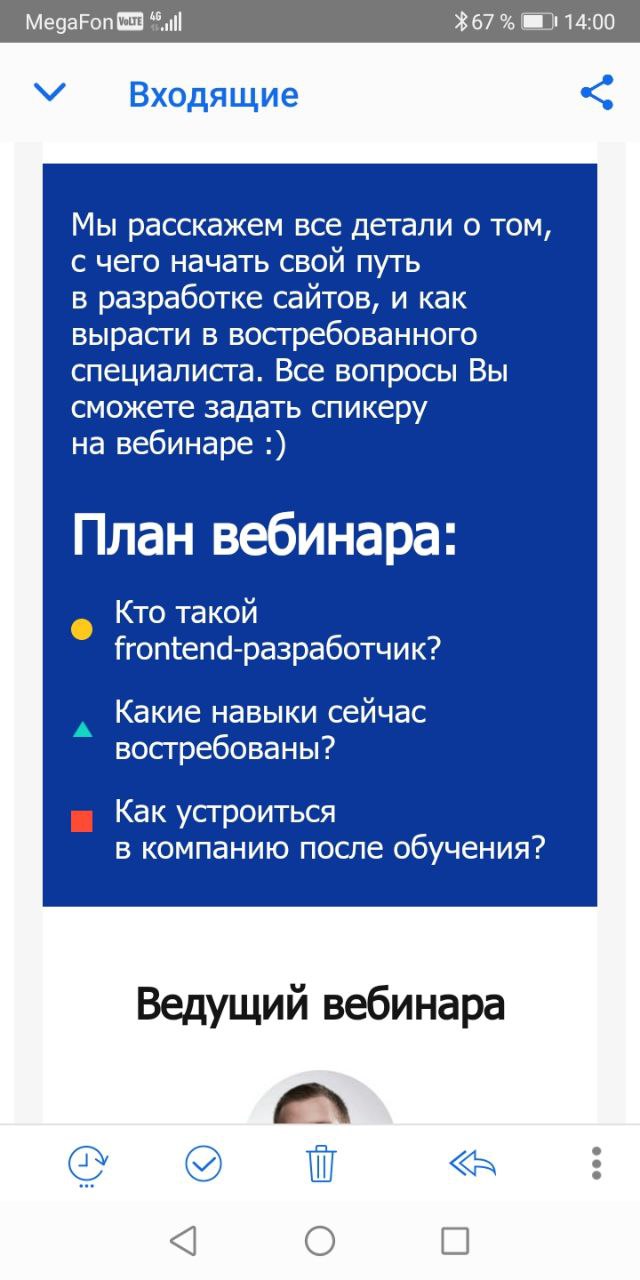 MegaFon VoLTE 4G 67 % 14:00
Входящие
Мы расскажем все детали о том,
с чего начать свой путь
в разработке сайтов, и как
вырасти в востребованного
специалиста. Все вопросы Вы
сможете задать спикеру
на вебинаре :)
План вебинара:
Кто такой
frontend-разработчик?
Какие навыки сейчас
востребованы?
Как устроиться
в компанию после обучения?
Ведущий вебинара